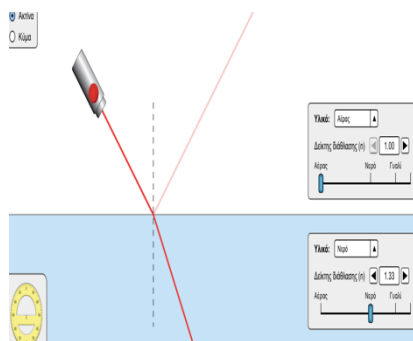 Ακτίνα
Κύμα
Υλικό: Αέρας
Δείκτης διάθλασης (n) 1.00
Αέρας Νερό Γυαλί
Υλικό: Νερό
Δείκτης διάθλασης (n) 1.33
Αέρας Νερό Γυαλί